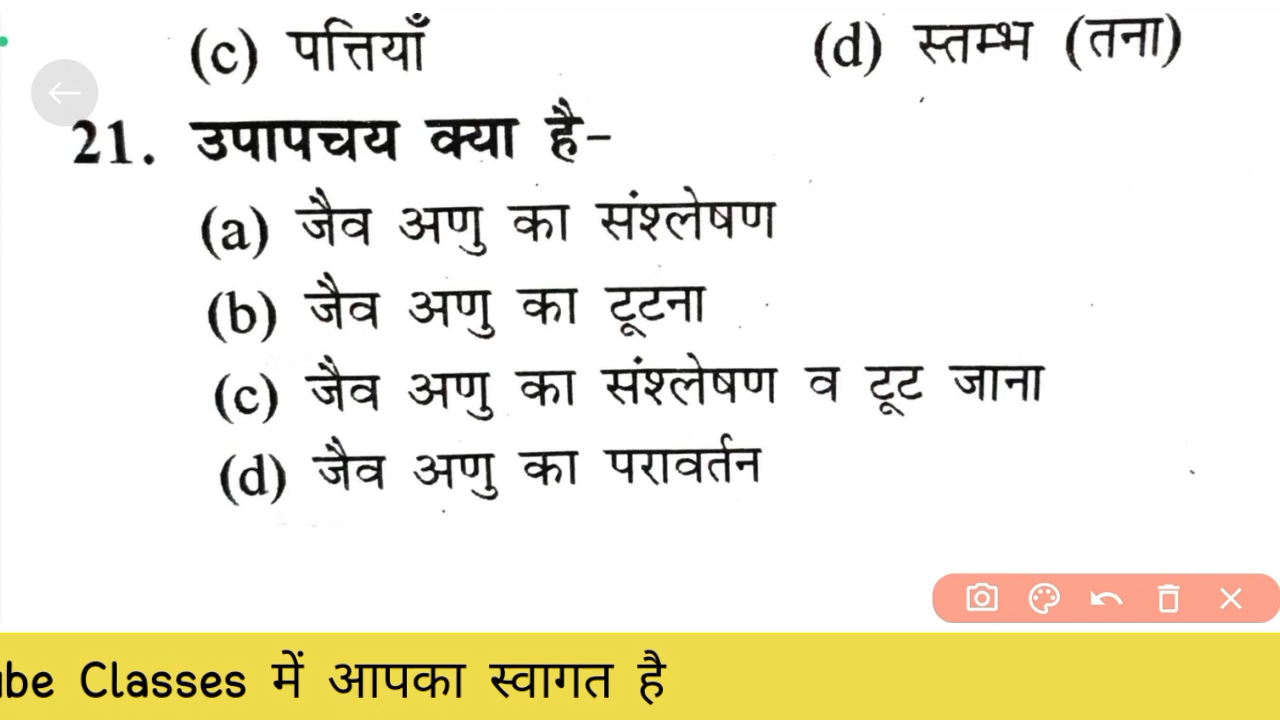 (c) पत्तियाँ (d) स्तम्भ (तना)
21. उपापचय क्या है-
(a) जैव अणु का संश्लेषण
(b) जैव अणु का टूटना
(c) जैव अणु का संश्लेषण व टूट जाना
(d) जैव अणु का परावर्तन
Classes में आपका स्वागत है